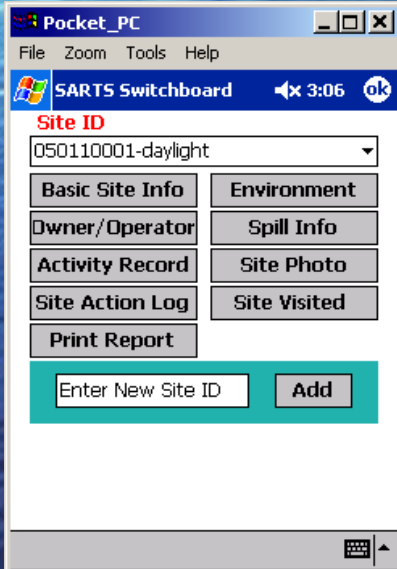 Pocket_PC
File Zoom Tools Help
SARTS Switchboard 3:06 ok
Site ID
050110001-daylight
Basic Site Info Environment
Owner/Operator Spill Info
Activity Record Site Photo
Site Action Log Site Visited
Print Report
Enter New Site ID Add